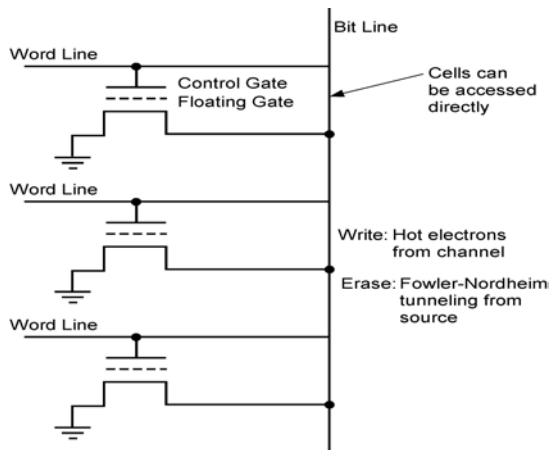 Bit Line
Word Line
Control Gate
Floating Gate
Cells can
be accessed
directly
Word Line
Write: Hot electrons
from channel
Erase: Fowler-Nordheim
tunneling from
source
Word Line